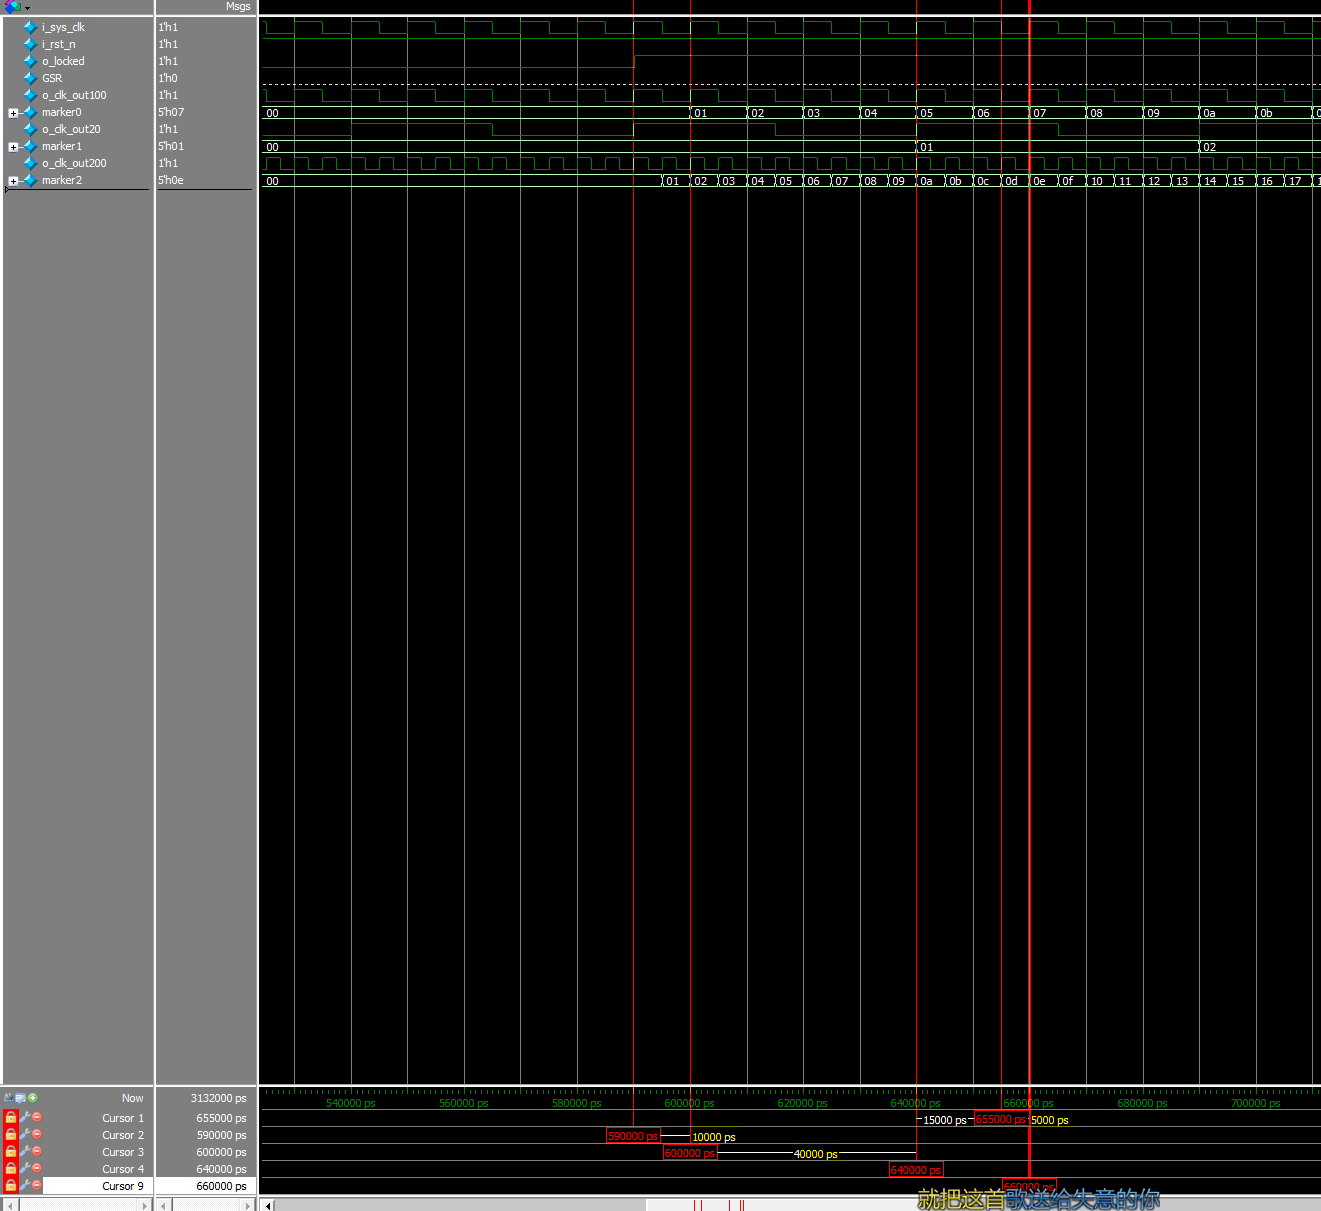 Msgs
i_sys_clk 1'h1
i_rst_n 1'h1
o_locked 1'h1
GSR 1'h0
o_clk_out100 1'h1
marker0 5'h07 00 01 02 03 04 05 06 07 08 09 0a 0b
o_clk_out20 1'h1
marker1 5'h01 00 01 02
o_clk_out200 1'h1
marker2 5'h0e 00 01 02 03 04 05 06 07 08 09 0a 0b 0c 0d 0e 0f 10 11 12 13 14 15 16 17
Now 3132000 ps 540000 ps 560000 ps 580000 ps 600000 ps 620000 ps 640000 ps 660000 ps 680000 ps 700000 ps
Cursor 1 655000 ps 15000 ps 655000 ps 5000 ps
Cursor 2 590000 ps 590000 ps 10000 ps
Cursor 3 600000 ps 600000 ps 40000 ps
Cursor 4 640000 ps 640000 ps
Cursor 9 660000 ps 660000 ps
就把这首歌送给失意的你